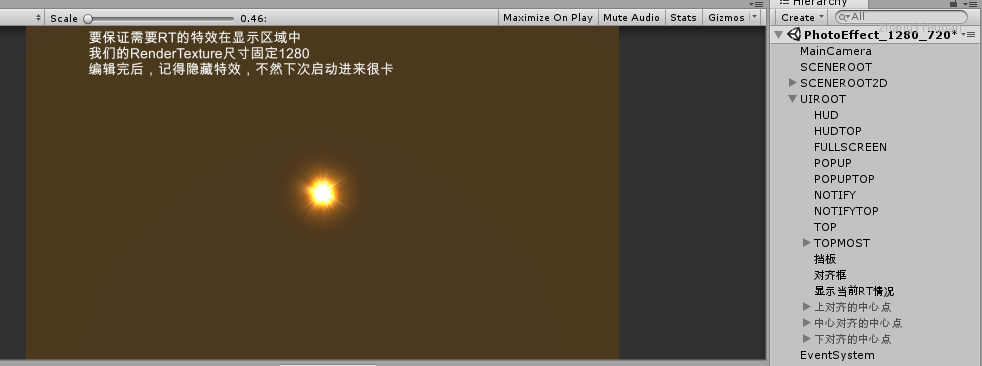 Hierarchy
Scale 0.46: Maximize On Play Mute Audio Stats Gizmos
Create All
要保证需要RT的特效在显示区域中
我们的RenderTexture尺寸固定1280
编辑完后，记得隐藏特效，不然下次启动进来很卡
PhotoEffect_1280_720*
MainCamera
SCENEROOT
SCENEROOT2D
UIROOT
HUD
HUDTOP
FULLSCREEN
POPUP
POPUPTOP
NOTIFY
NOTIFYTOP
TOP
TOPMOST
挡板
对齐框
显示当前RT情况
上对齐的中心点
中心对齐的中心点
下对齐的中心点
EventSystem